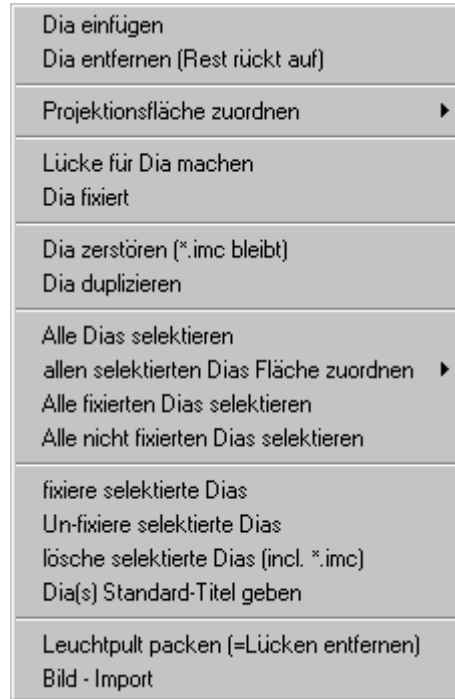 Dia einfügen
Dia entfernen (Rest rückt auf)
Projektionsfläche zuordnen
Lücke für Dia machen
Dia fixiert
Dia zerstören (*.imc bleibt)
Dia duplizieren
Alle Dias selektieren
allen selektierten Dias Fläche zuordnen
Alle fixierten Dias selektieren
Alle nicht fixierten Dias selektieren
fixiere selektierte Dias
Un-fixiere selektierte Dias
lösche selektierte Dias (incl. *.imc)
Dia(s) Standard-Titel geben
Leuchtpult packen (=Lücken entfernen)
Bild - Import